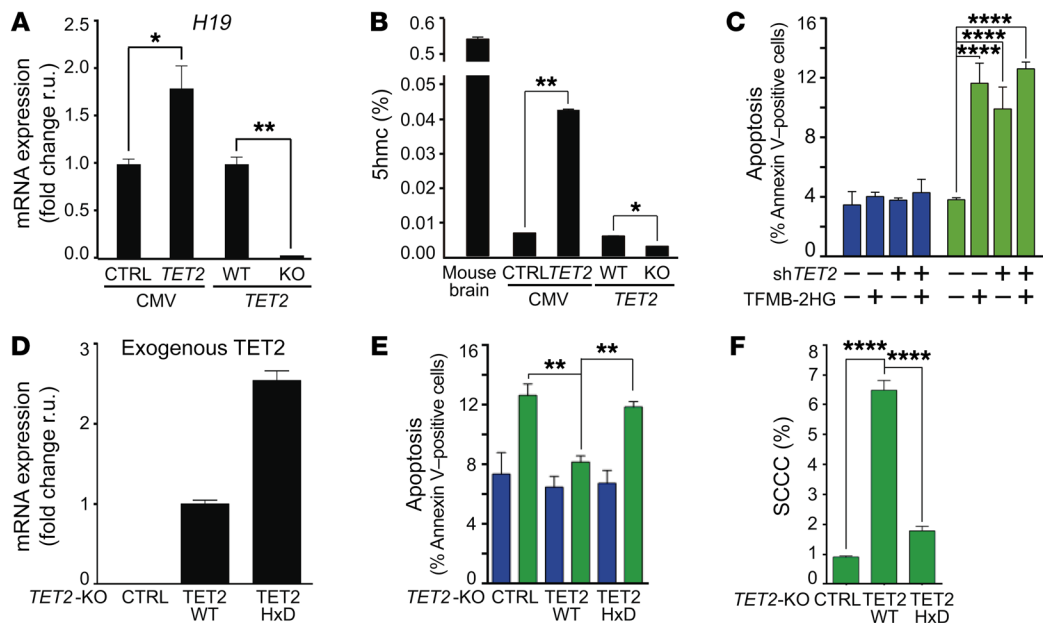 A
H19
mRNA expression
(fold change r.u.)
2.5
2.0
1.5
1.0
0.5
0.0
*
**
CTRL TET2 WT KO
CMV TET2
B
5hmc (%)
0.6
0.5
0.05
0.04
0.03
0.02
0.01
0.00
**
*
Mouse
brain
CTRL TET2 WT KO
CMV TET2
C
Apoptosis
(% Annexin V–positive cells)
16
12
8
4
0
****
****
****
shTET2 – – + + – – + +
TFMB-2HG – + – + – + – +
D
Exogenous TET2
mRNA expression
(fold change r.u.)
3
2
1
0
TET2-KO CTRL TET2 TET2
WT HxD
E
Apoptosis
(% Annexin V–positive cells)
16
12
8
4
0
**
**
TET2-KO CTRL TET2 TET2
WT HxD
F
SCCC (%)
8
7
6
5
4
3
2
1
0
****
****
TET2-KO CTRL TET2 TET2
WT HxD